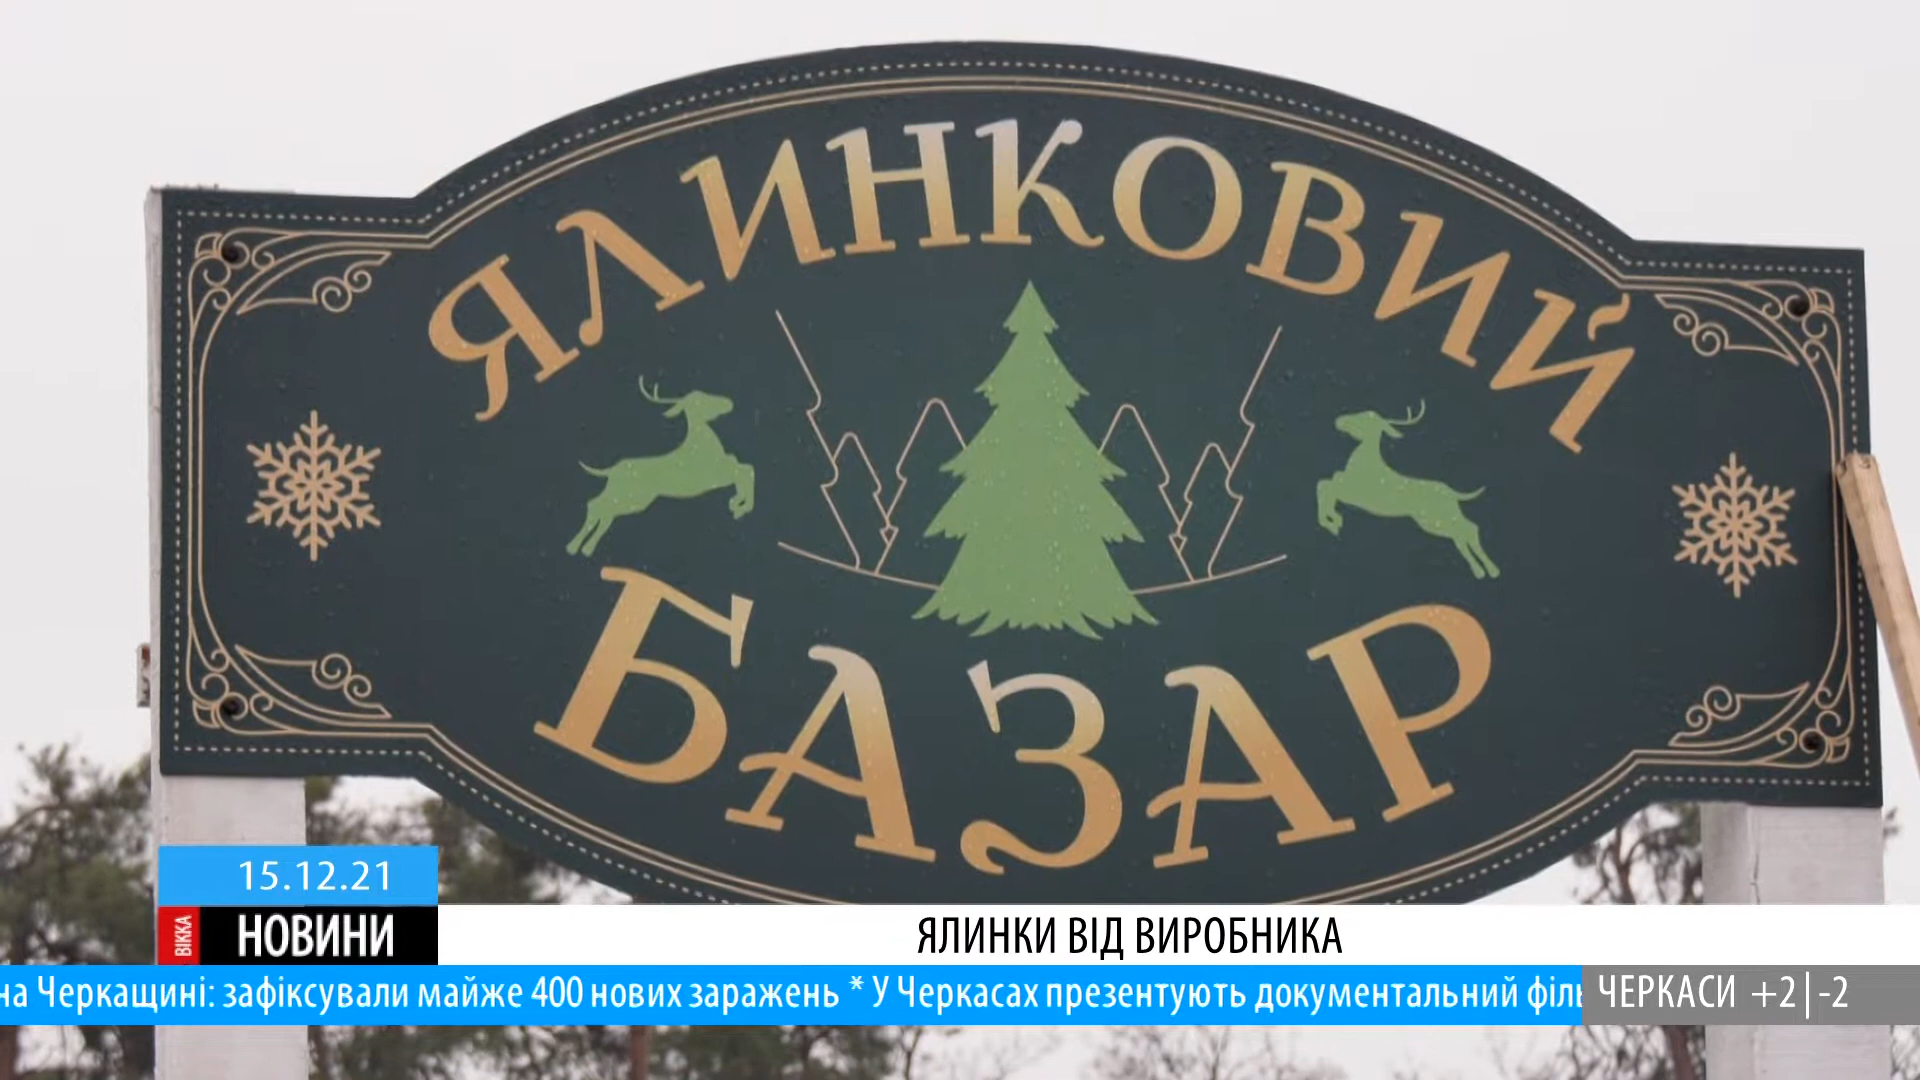 ЯЛИНКОВИЙ
БАЗАР
15.12.21
ВІККА
НОВИНИ
ЯЛИНКИ ВІД ВИРОБНИКА
на Черкащині: зафіксували майже 400 нових заражень * У Черкасах презентують документальний філь
ЧЕРКАСИ +2|-2